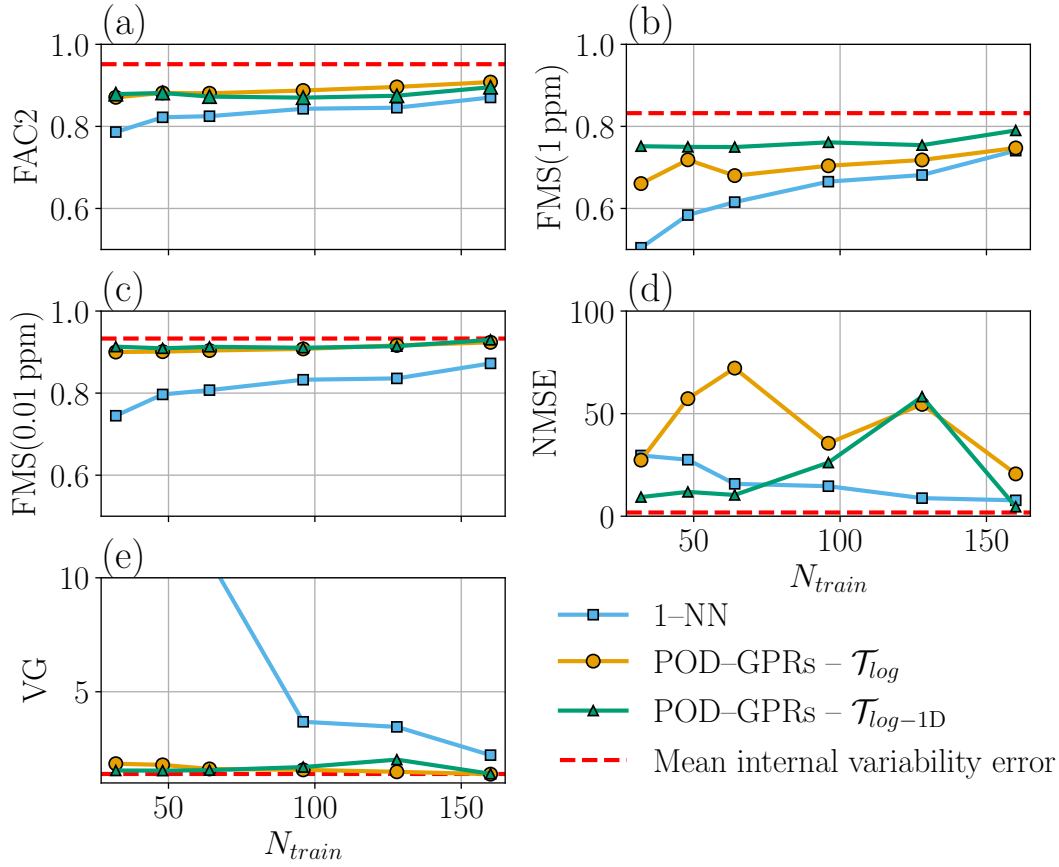 (a)
1.0
0.8
0.6
FAC2
(b)
1.0
0.8
0.6
FMS(1 ppm)
(c)
1.0
0.8
0.6
FMS(0.01 ppm)
(d)
100
50
0
NMSE
50
100
150
N_train
(e)
10
5
VG
50
100
150
N_train
1–NN
POD–GPRs – 𝒯_log
POD–GPRs – 𝒯_log−1D
Mean internal variability error